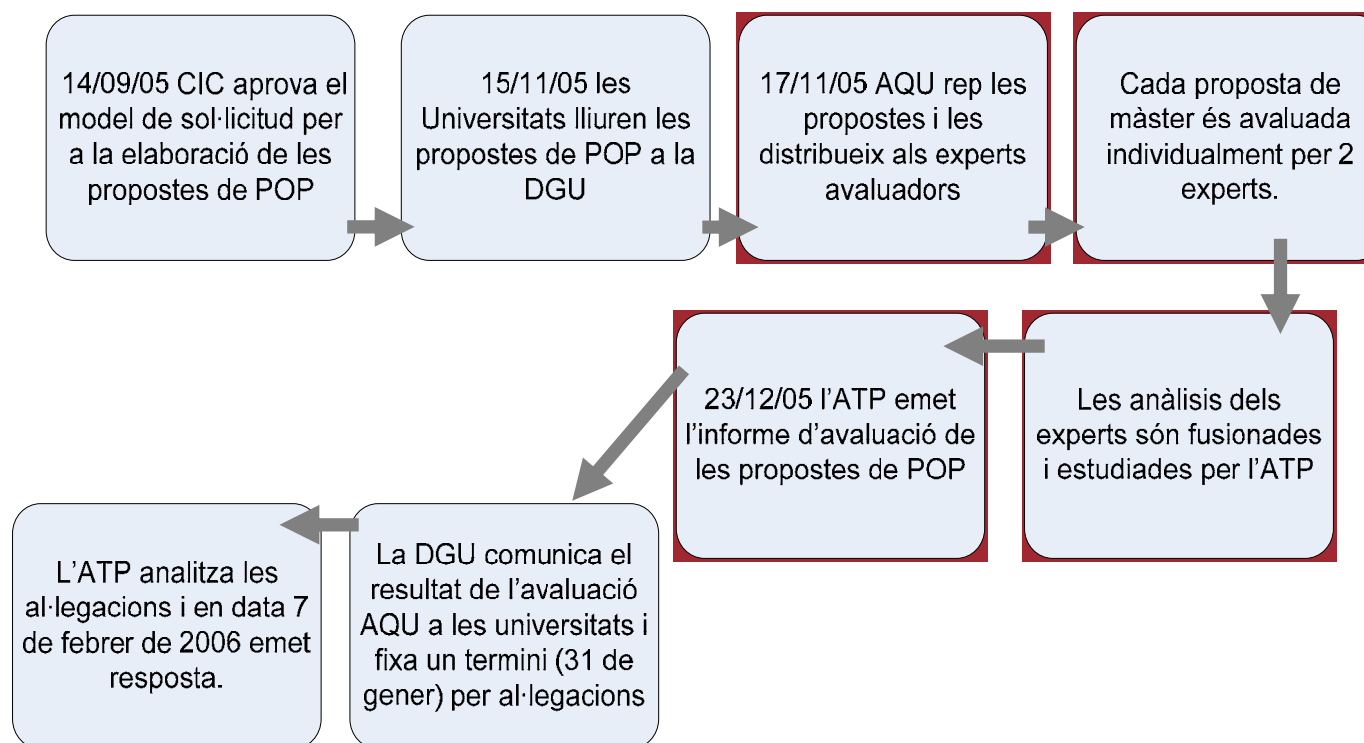 14/09/05 CIC aprova el
model de sol·licitud per
a la elaboració de les
propostes de POP
15/11/05 les
Universitats lliuren les
propostes de POP a la
DGU
17/11/05 AQU rep les
propostes i les
distribueix als experts
avaluadors
Cada proposta de
màster és avaluada
individualment per 2
experts.
Les anàlisis dels
experts són fusionades
i estudiades per l'ATP
23/12/05 l'ATP emet
l'informe d'avaluació de
les propostes de POP
La DGU comunica el
resultat de l'avaluació
AQU a les universitats i
fixa un termini (31 de
gener) per al·legacions
L'ATP analitza les
al·legacions i en data 7
de febrer de 2006 emet
resposta.